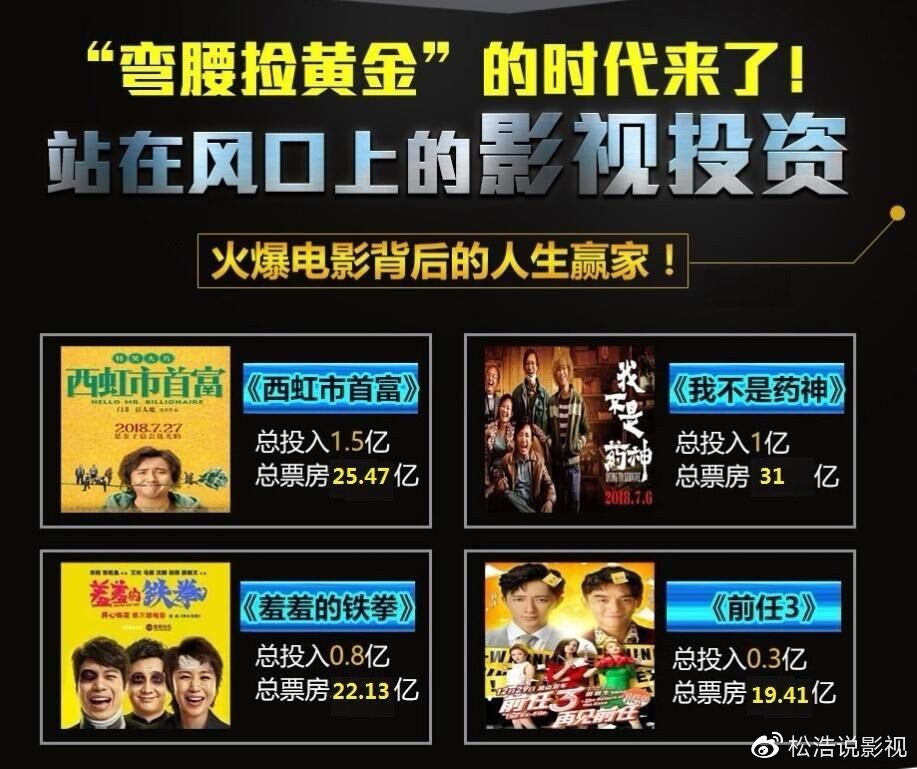 “弯腰捡黄金”的时代来了!
站在风口上的影视投资
火爆电影背后的人生赢家！
西虹市首富
HELLO MR. BILLIONAIRE
2018.7.27
《西虹市首富》
总投入1.5亿
总票房25.47亿
我不是药神
2018.7.6
《我不是药神》
总投入1亿
总票房 31 亿
羞羞的铁拳
《羞羞的铁拳》
总投入0.8亿
总票房22.13亿
前任3
再见前任
《前任3》
总投入0.3亿
总票房19.41亿
松浩说影视